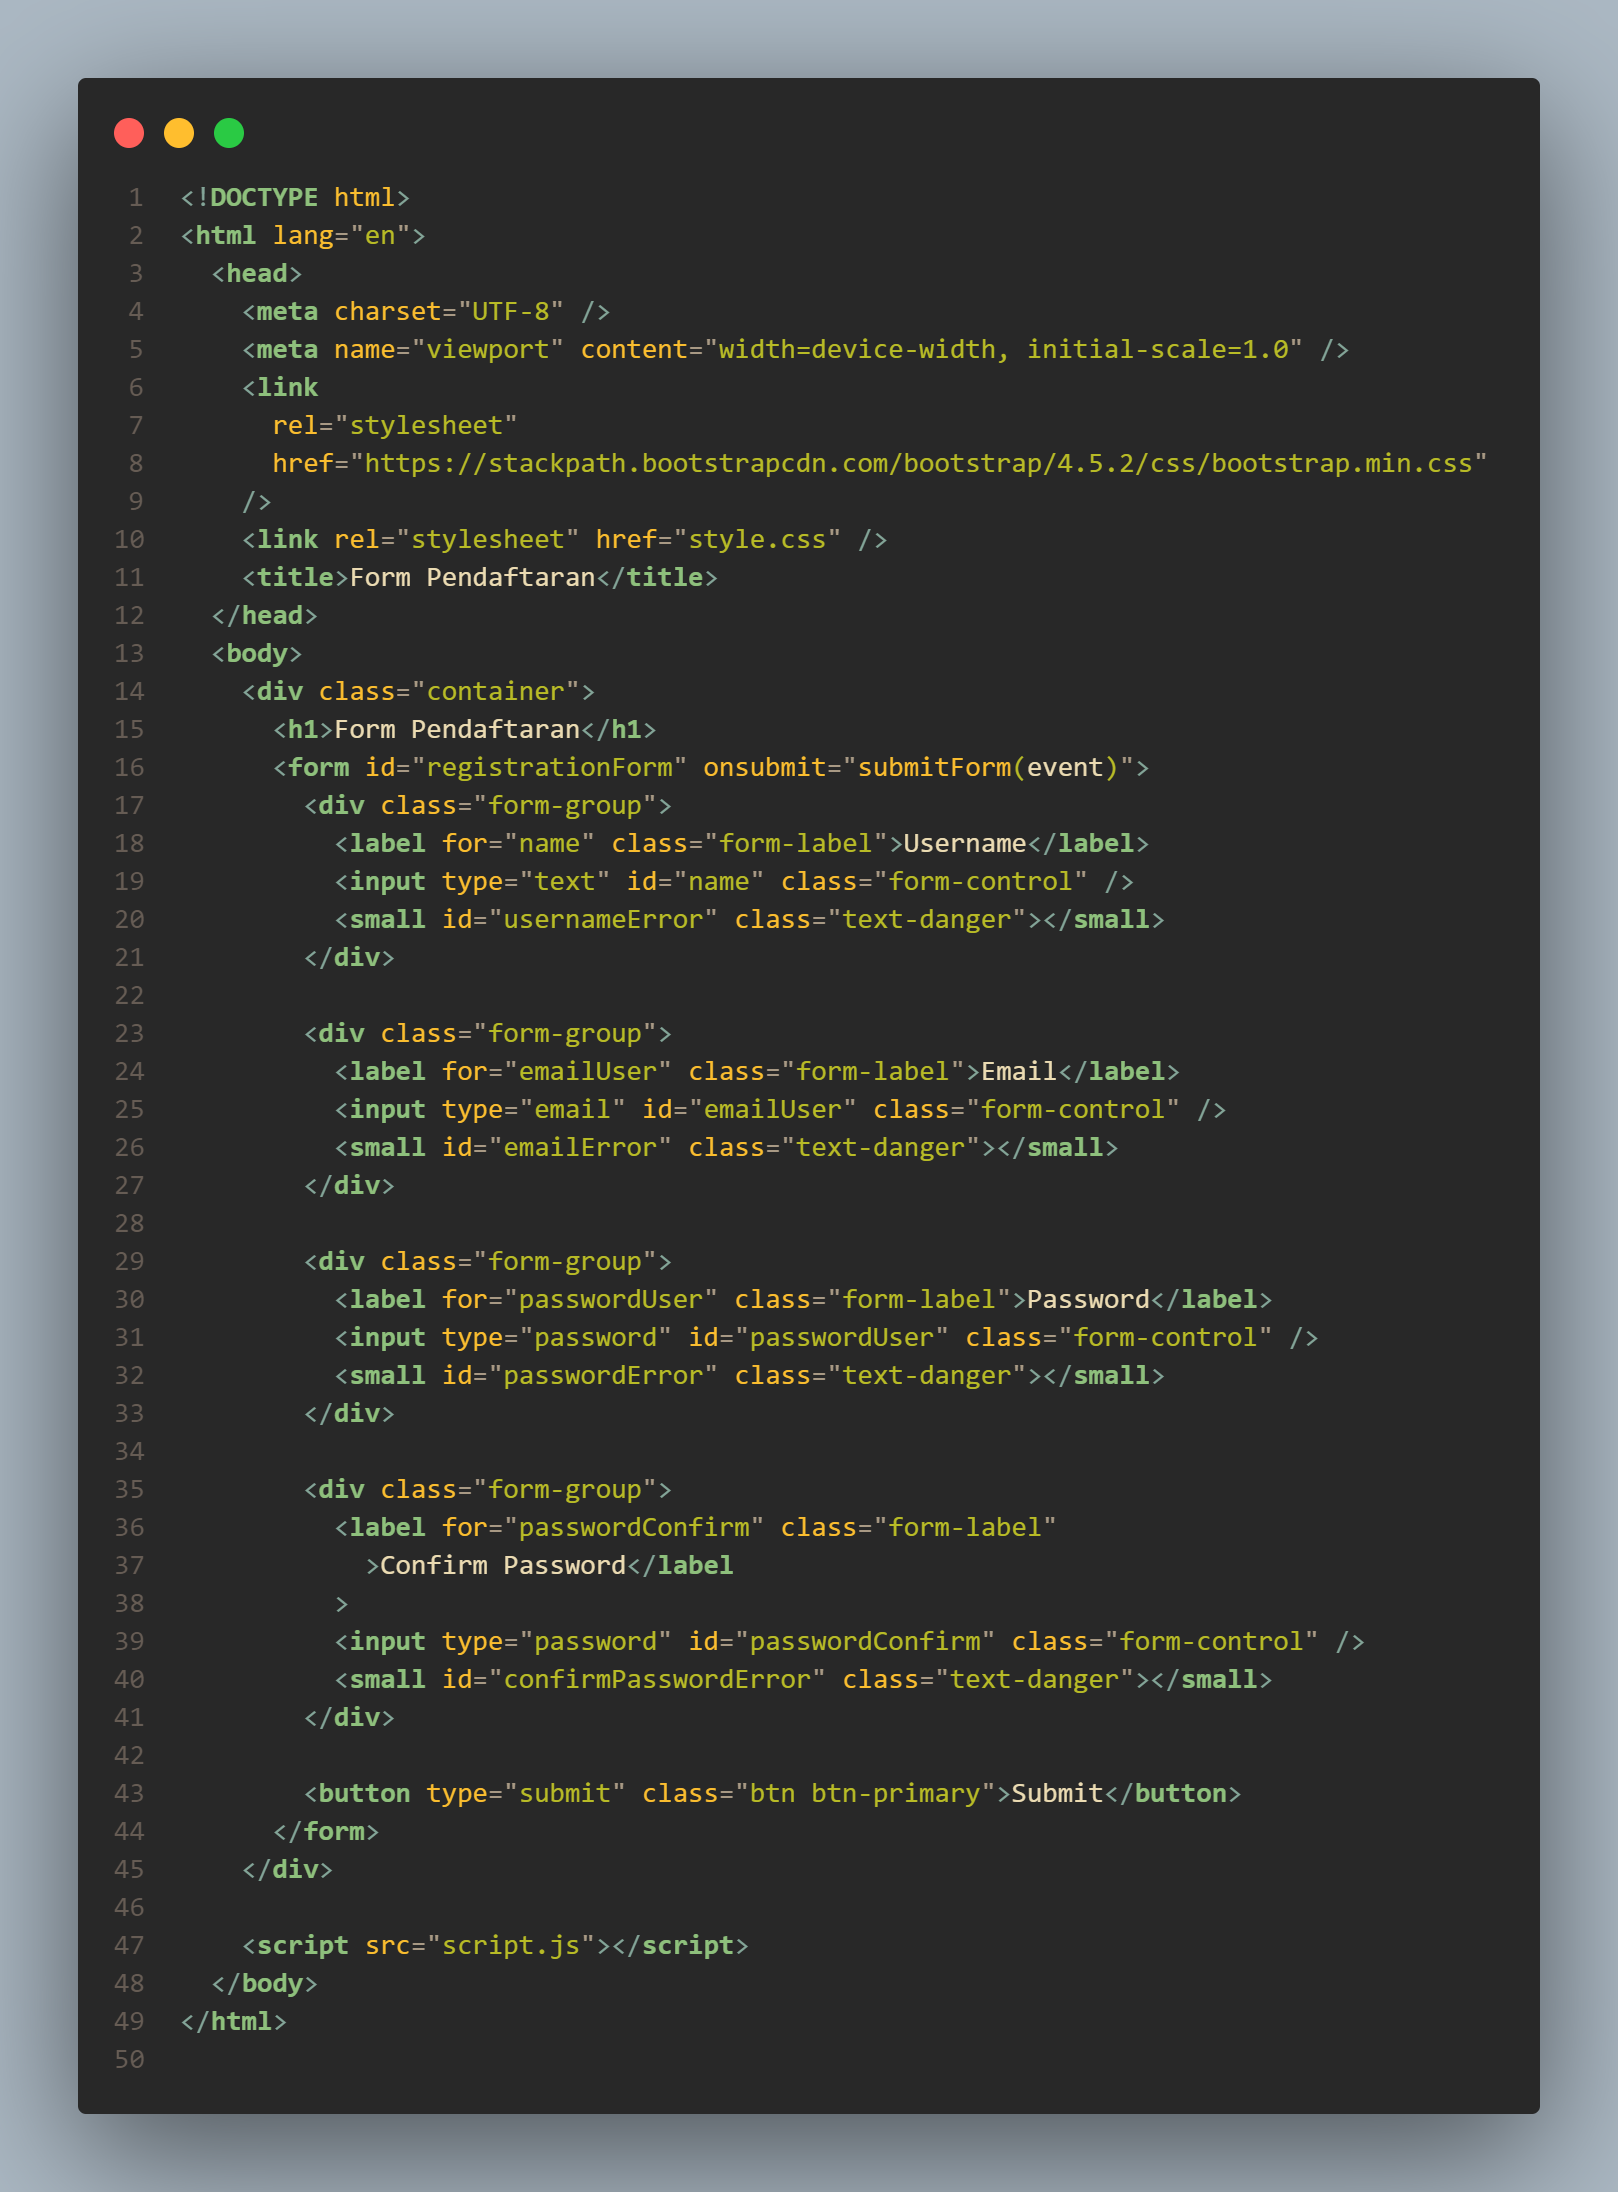 1 <!DOCTYPE html>
2 <html lang="en">
3   <head>
4     <meta charset="UTF-8" />
5     <meta name="viewport" content="width=device-width, initial-scale=1.0" />
6     <link
7       rel="stylesheet"
8       href="https://stackpath.bootstrapcdn.com/bootstrap/4.5.2/css/bootstrap.min.css"
9     />
10     <link rel="stylesheet" href="style.css" />
11     <title>Form Pendaftaran</title>
12   </head>
13   <body>
14     <div class="container">
15       <h1>Form Pendaftaran</h1>
16       <form id="registrationForm" onsubmit="submitForm(event)">
17         <div class="form-group">
18           <label for="name" class="form-label">Username</label>
19           <input type="text" id="name" class="form-control" />
20           <small id="usernameError" class="text-danger"></small>
21         </div>
22
23         <div class="form-group">
24           <label for="emailUser" class="form-label">Email</label>
25           <input type="email" id="emailUser" class="form-control" />
26           <small id="emailError" class="text-danger"></small>
27         </div>
28
29         <div class="form-group">
30           <label for="passwordUser" class="form-label">Password</label>
31           <input type="password" id="passwordUser" class="form-control" />
32           <small id="passwordError" class="text-danger"></small>
33         </div>
34
35         <div class="form-group">
36           <label for="passwordConfirm" class="form-label"
37             >Confirm Password</label
38           >
39           <input type="password" id="passwordConfirm" class="form-control" />
40           <small id="confirmPasswordError" class="text-danger"></small>
41         </div>
42
43         <button type="submit" class="btn btn-primary">Submit</button>
44       </form>
45     </div>
46
47     <script src="script.js"></script>
48   </body>
49 </html>
50